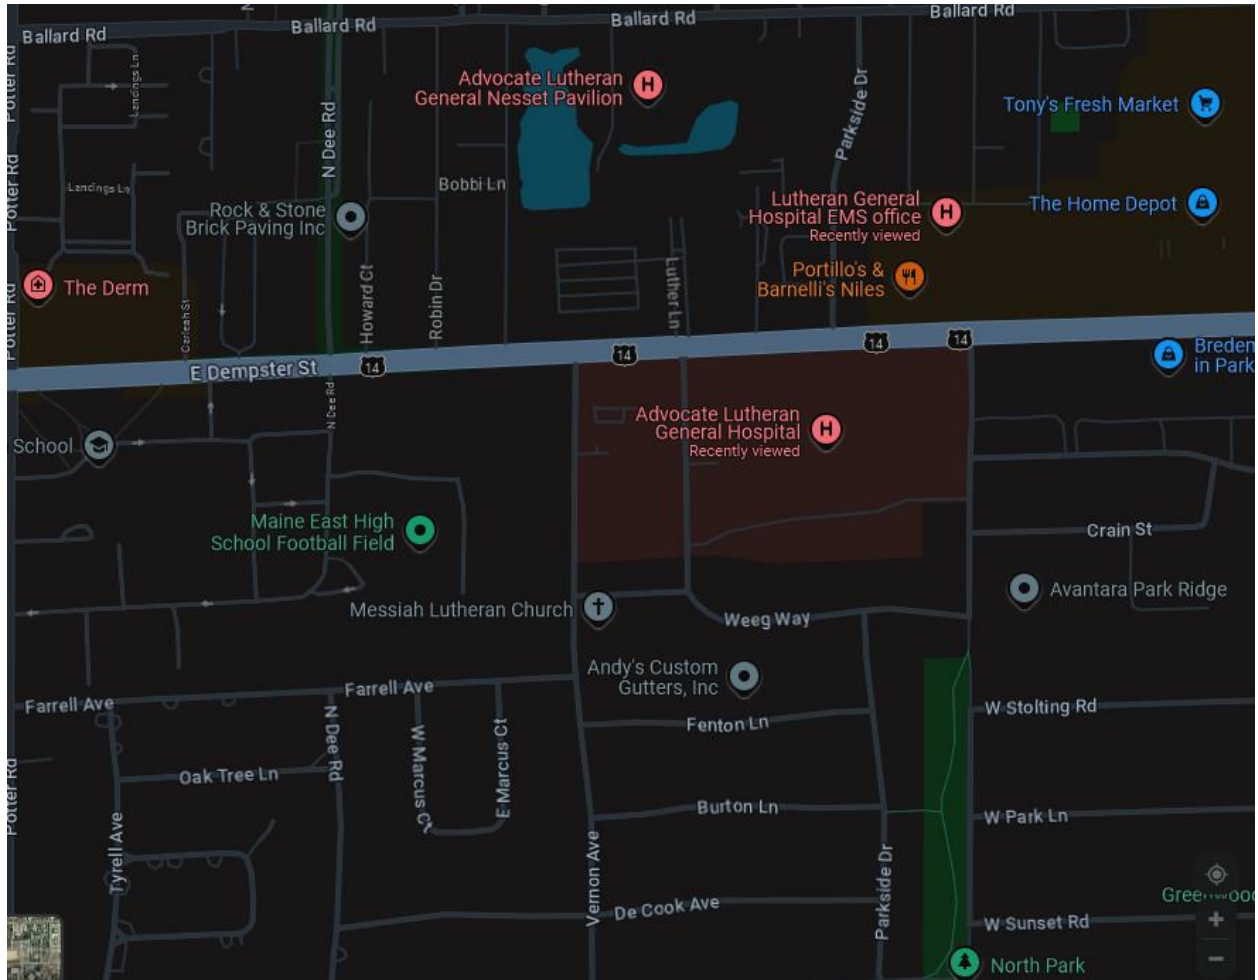 Ballard Rd
Ballard Rd
Ballard Rd
Ballard Rd
Potter Rd
Landings Ln
Advocate Lutheran
General Nesset Pavilion
H
Parkside Dr
Tony's Fresh Market
N Dee Rd
Potter Rd
Landings Ln
Bobbi Ln
Rock & Stone
Brick Paving Inc
Lutheran General
Hospital EMS office
Recently viewed
H
The Home Depot
Potter Rd
The Derm
Howard Ct
Robin Dr
Luther Ln
Portillo's &
Barnelli's Niles
E Dempster St
14
14
14
14
N Dee Rd
School
Advocate Lutheran
General Hospital
Recently viewed
H
in Park
Maine East High
School Football Field
Crain St
Messiah Lutheran Church
Weeg Way
Avantara Park Ridge
Andy's Custom
Gutters, Inc
Farrell Ave
Farrell Ave
N Dee Rd
W Marcus Ct
E Marcus Ct
Fenton Ln
W Stolting Rd
Potter Rd
Oak Tree Ln
Burton Ln
W Park Ln
Tyrell Ave
Vernon Ave
De Cook Ave
Parkside Dr
W Sunset Rd
North Park